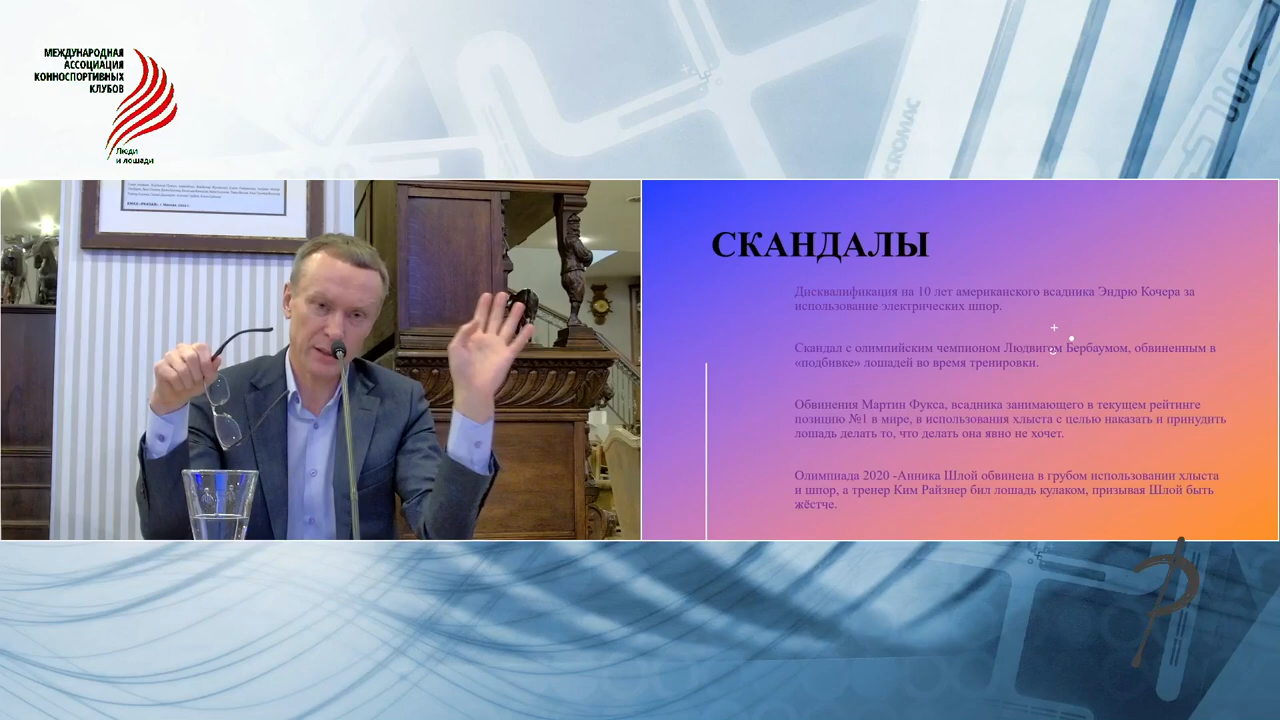 МЕЖДУНАРОДНАЯ
АССОЦИАЦИЯ
КОННОСПОРТИВНЫХ
КЛУБОВ
Люди
и лошади
CROMAC
СКАНДАЛЫ
Дисквалификация на 10 лет американского всадника Эндрю Кочера за
использование электрических шпор.
Скандал с олимпийским чемпионом Людвигом Бербаумом, обвиненным в
«подбивке» лошадей во время тренировки.
Обвинения Мартин Фукса, всадника занимающего в текущем рейтинге
позицию №1 в мире, в использования хлыста с целью наказать и принудить
лошадь делать то, что делать она явно не хочет.
Олимпиада 2020 -Анника Шлой обвинена в грубом использовании хлыста
и шпор, а тренер Ким Райзнер бил лошадь кулаком, призывая Шлой быть
жёстче.